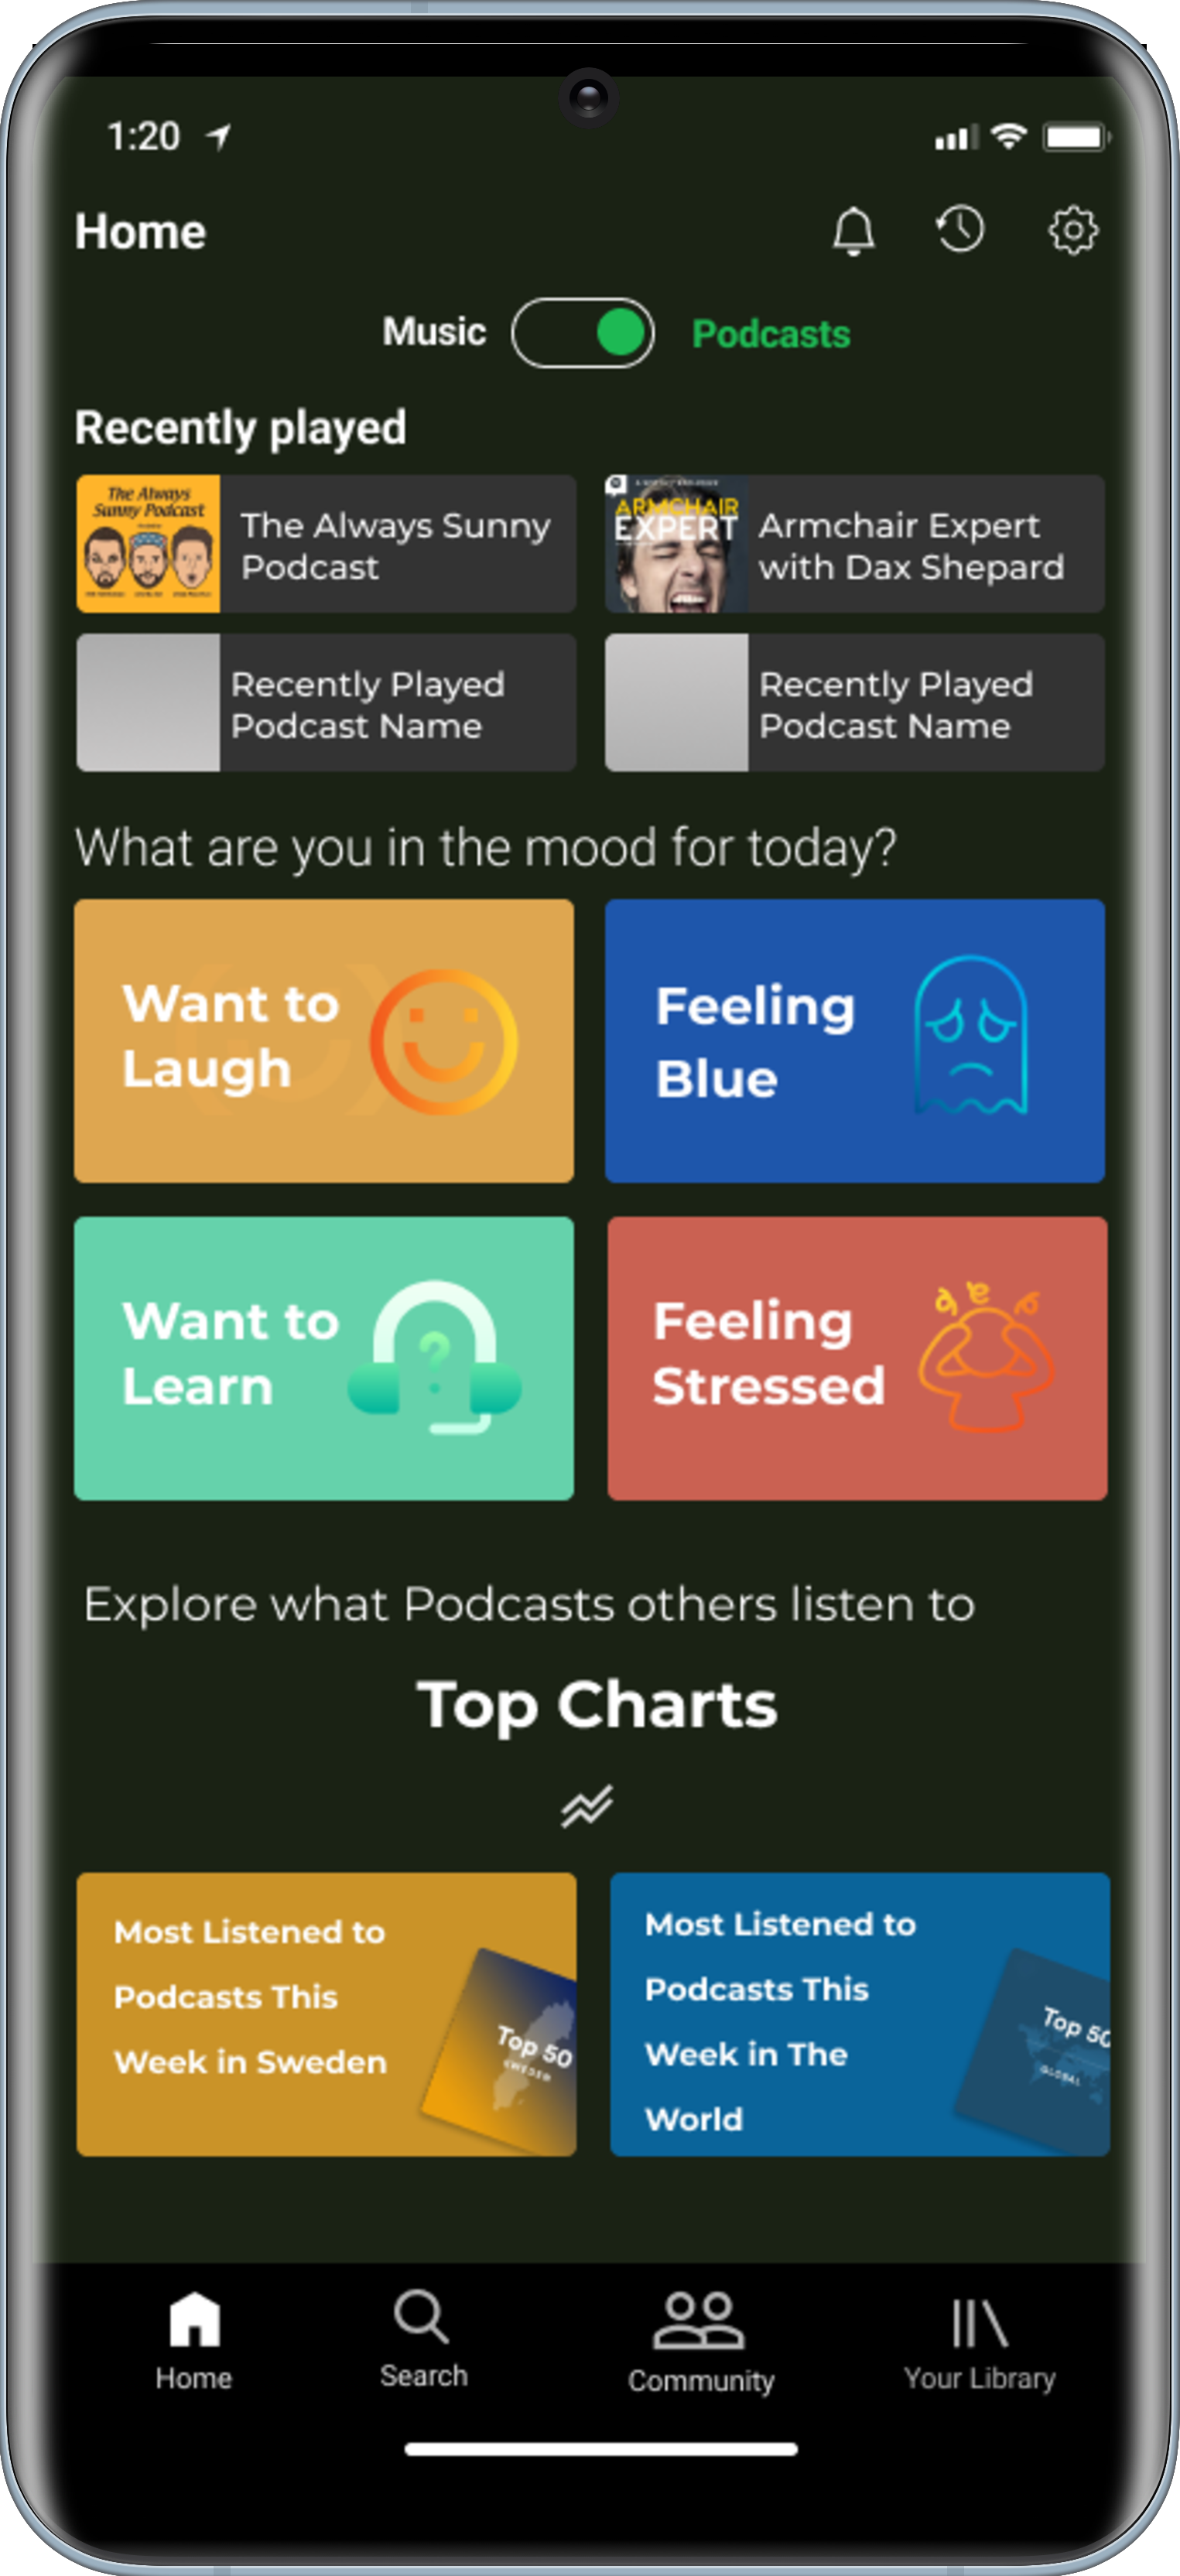 1:20
Home
Music
Podcasts
Recently played
The Always
Sunny Podcast
The Always Sunny
Podcast
ARMCHAIR
EXPERT
Armchair Expert
with Dax Shepard
Recently Played
Podcast Name
Recently Played
Podcast Name
What are you in the mood for today?
Want to
Laugh
Feeling
Blue
Want to
Learn
?
Feeling
Stressed
Explore what Podcasts others listen to
Top Charts
Most Listened to
Podcasts This
Week in Sweden
Top 50
SWEDEN
Most Listened to
Podcasts This
Week in The
World
Top 50
GLOBAL
Home
Search
Community
Your Library